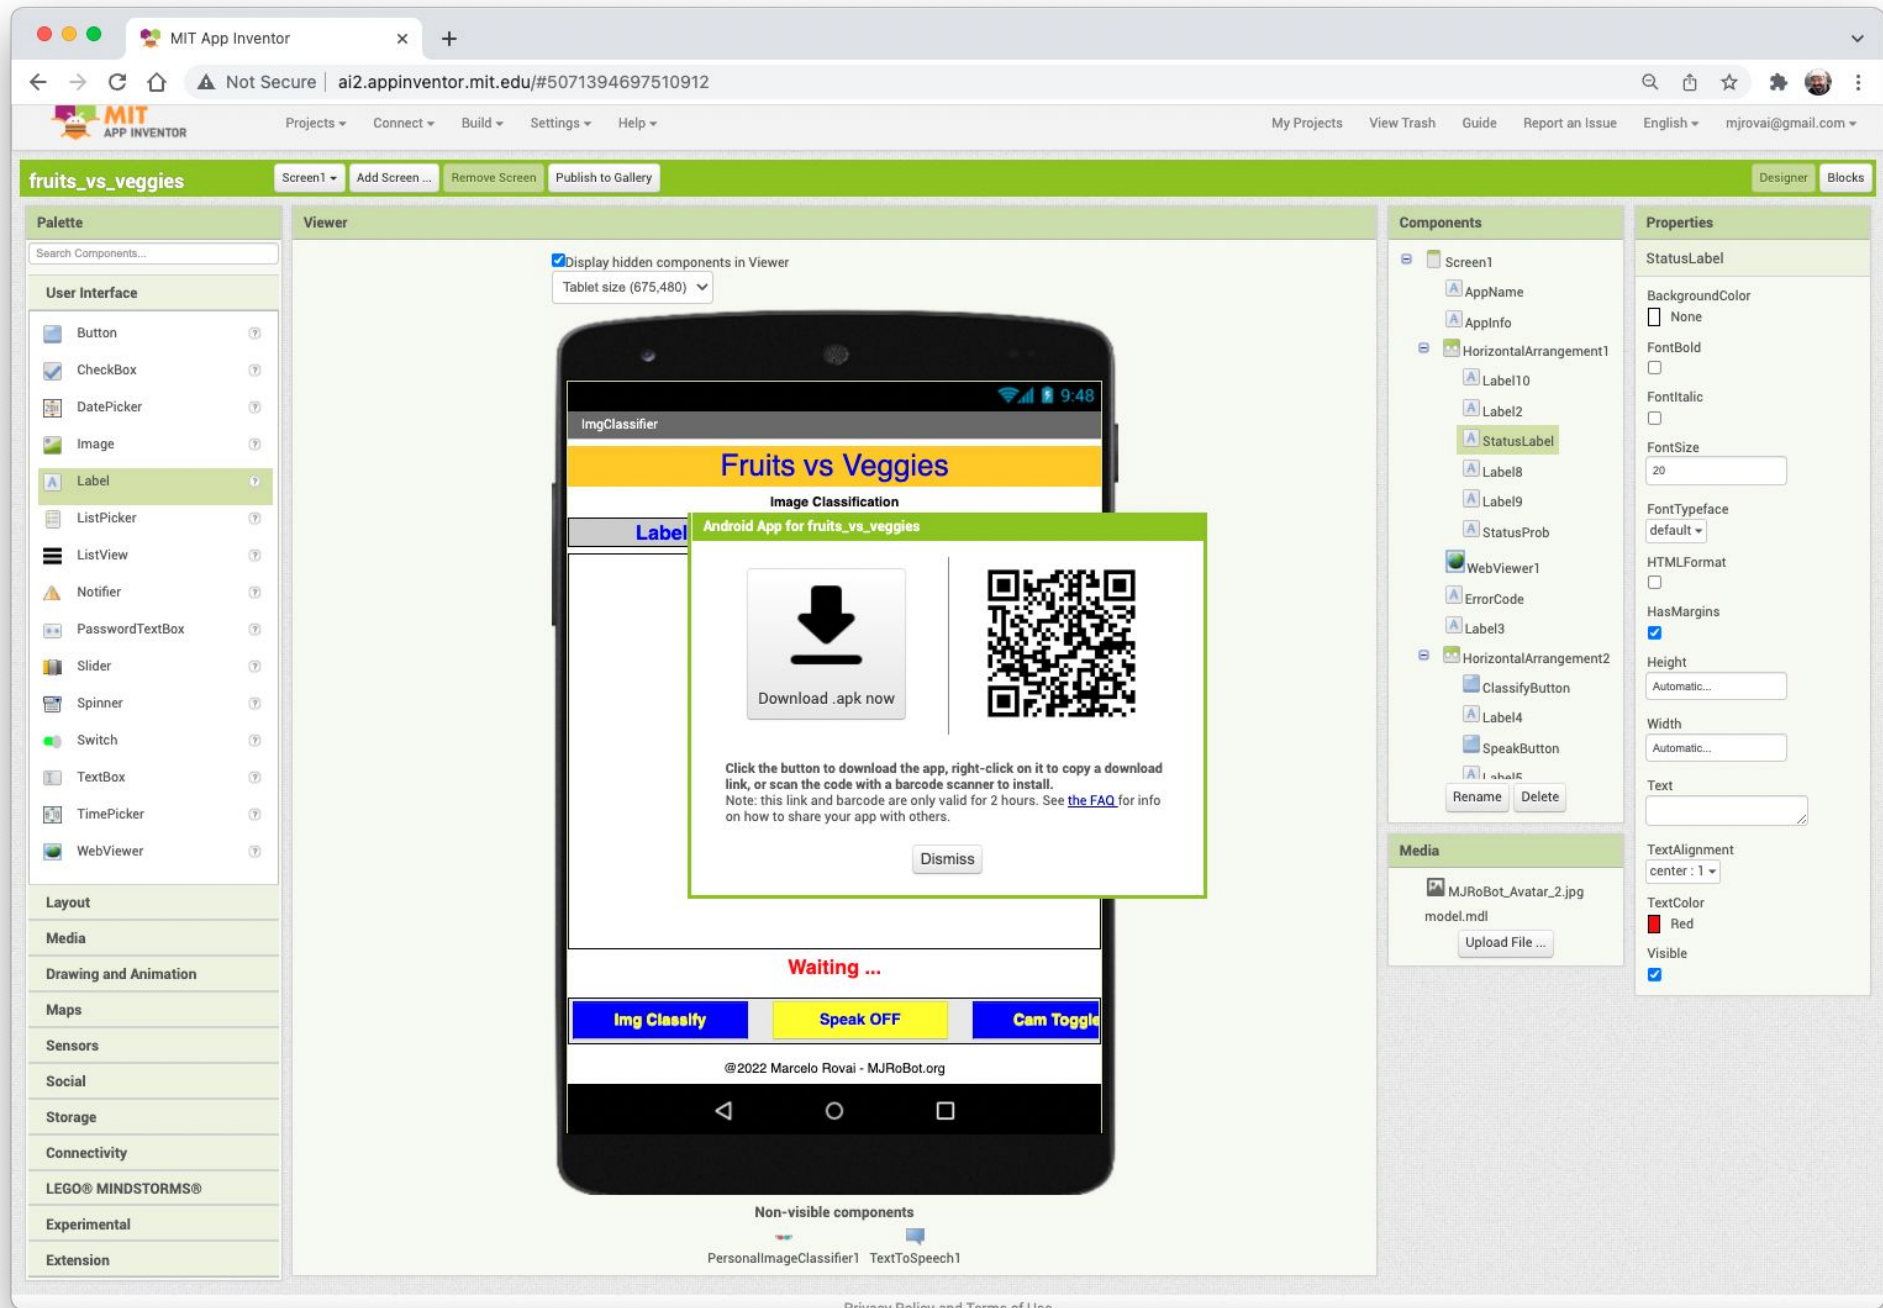 MIT App Inventor
Not Secure | ai2.appinventor.mit.edu/#5071394697510912
MIT
APP INVENTOR
Projects Connect Build Settings Help My Projects View Trash Guide Report an Issue English mjrovai@gmail.com
fruits_vs_veggies Screen1 Add Screen ... Remove Screen Publish to Gallery Designer Blocks
Palette
Search Components...
User Interface
Button
CheckBox
DatePicker
Image
Label
ListPicker
ListView
Notifier
PasswordTextBox
Slider
Spinner
Switch
TextBox
TimePicker
WebViewer
Layout
Media
Drawing and Animation
Maps
Sensors
Social
Storage
Connectivity
LEGO® MINDSTORMS®
Experimental
Extension
Viewer
Display hidden components in Viewer
Tablet size (675,480)
9:48
ImgClassifier
Fruits vs Veggies
Image Classification
Label
Android App for fruits_vs_veggies
Download .apk now
Click the button to download the app, right-click on it to copy a download
link, or scan the code with a barcode scanner to install.
Note: this link and barcode are only valid for 2 hours. See the FAQ for info
on how to share your app with others.
Dismiss
Waiting ...
Img Classify Speak OFF Cam Toggle
@2022 Marcelo Rovai - MJRoBot.org
Non-visible components
PersonalImageClassifier1 TextToSpeech1
Components
Screen1
AppName
AppInfo
HorizontalArrangement1
Label10
Label2
StatusLabel
Label8
Label9
StatusProb
WebViewer1
ErrorCode
Label3
HorizontalArrangement2
ClassifyButton
Label4
SpeakButton
Label5
Rename Delete
Media
MJRoBot_Avatar_2.jpg
model.mdl
Upload File ...
Properties
StatusLabel
BackgroundColor
None
FontBold
FontItalic
FontSize
20
FontTypeface
default
HTMLFormat
HasMargins
Height
Automatic...
Width
Automatic...
Text
TextAlignment
center : 1
TextColor
Red
Visible
Privacy Policy and Terms of Use